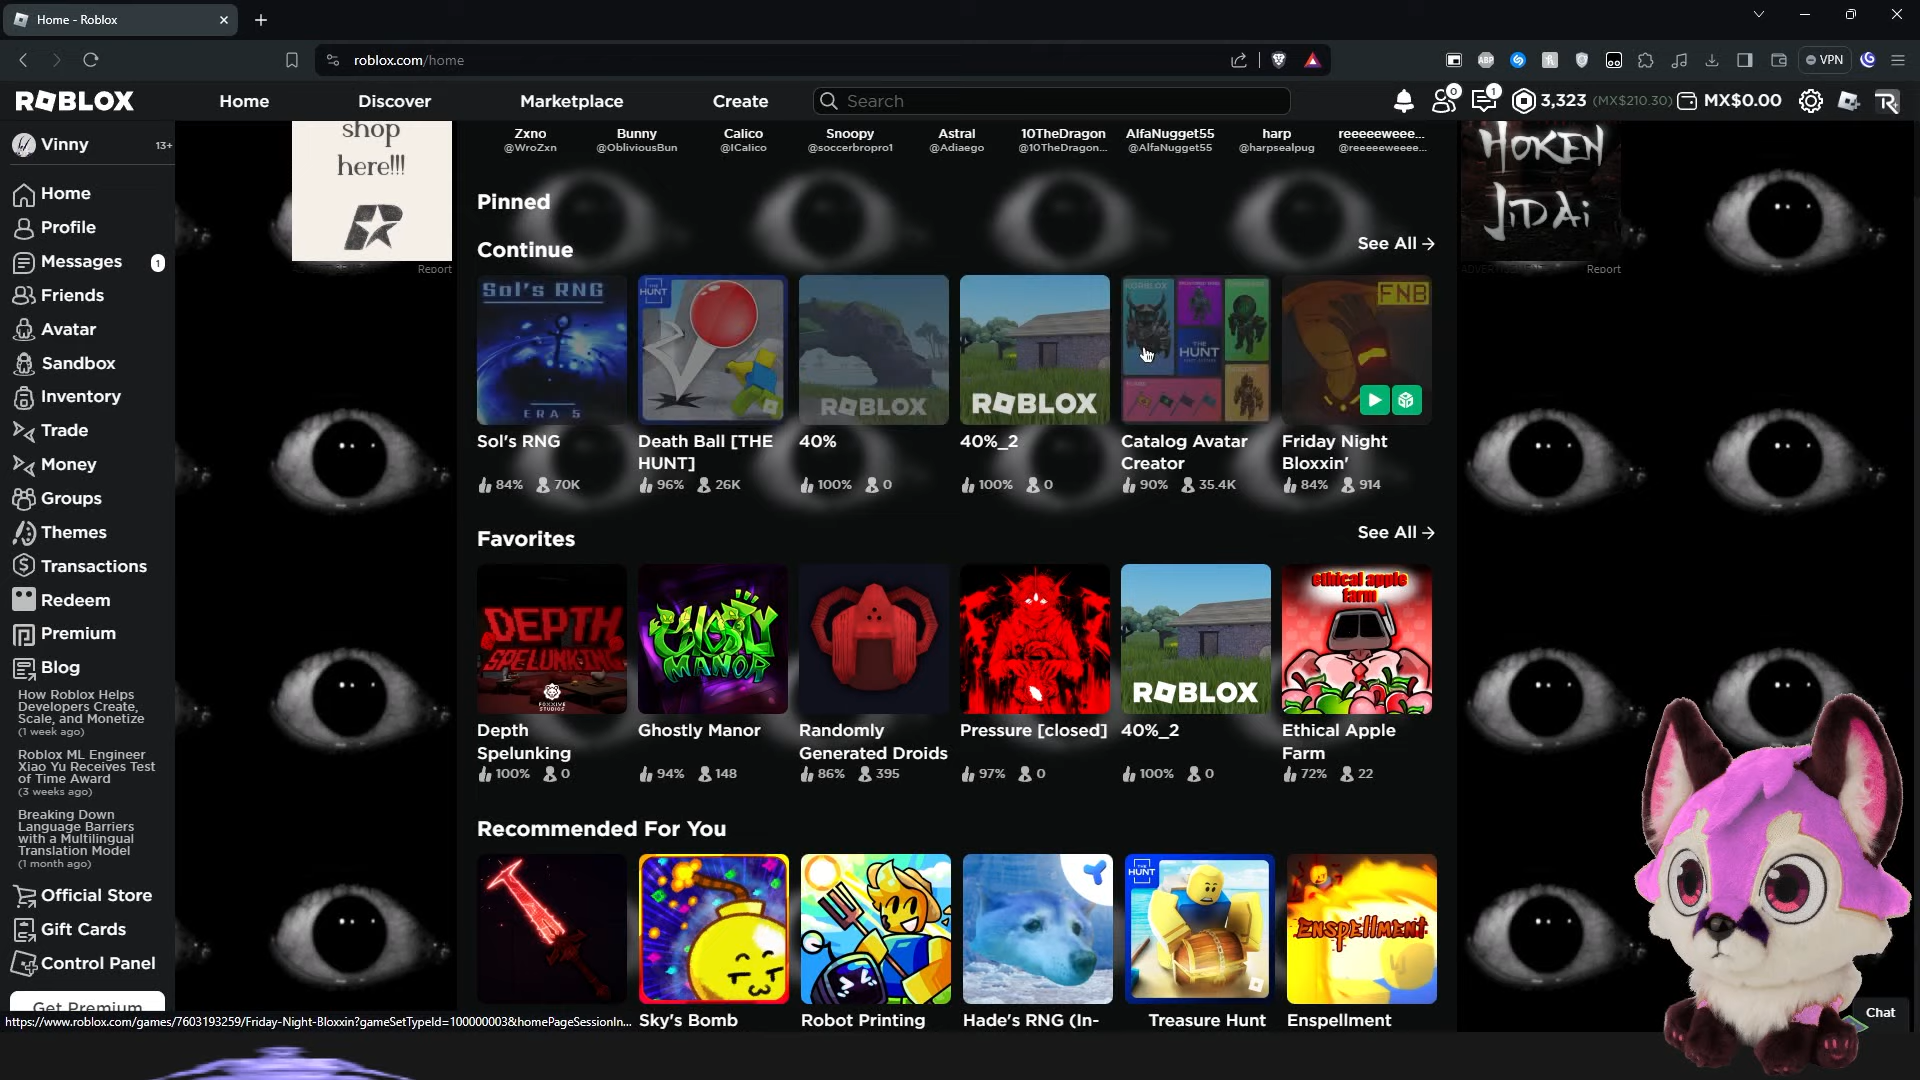 Home - Roblox
roblox.com/home
VPN
ROBLOX
Home
Discover
Marketplace
Create
Search
0
1
3,323 (MX$210.30)
MX$0.00
Vinny
13+
Home
Profile
Messages
1
Friends
Avatar
Sandbox
Inventory
Trade
Money
Groups
Themes
Transactions
Redeem
Premium
Blog
How Roblox Helps
Developers Create,
Scale, and Monetize
(1 week ago)
Roblox ML Engineer
Xiao Yu Receives Test
of Time Award
(3 weeks ago)
Breaking Down
Language Barriers
with a Multilingual
Translation Model
(1 month ago)
Official Store
Gift Cards
Control Panel
Get Premium
https://www.roblox.com/games/7603193259/Friday-Night-Bloxxin?gameSetTypeId=100000003&homePageSessionIn...
shop
here!!!
R
Report
Zxno
@WroZxn
Bunny
@ObliviousBun
Calico
@ICalico
Snoopy
@soccerbropro1
Astral
@Adiaego
10TheDragon
@10TheDragon...
AlfaNugget55
@AlfaNugget55
harp
@harpsealpug
reeeeweeee...
@reeeeweeee...
Pinned
Continue
See All
Sol's RNG
ERA 5
Sol's RNG
84% 70K
THE
HUNT
Death Ball [THE
HUNT]
96% 26K
ROBLOX
40%
100% 0
ROBLOX
40%_2
100% 0
KORBLOX
THE
HUNT
Catalog Avatar
Creator
90% 35.4K
FNB
Friday Night
Bloxxin'
84% 914
Favorites
See All
DEPTH
SPELUNKING
FOXXIVE
STUDIOS
Depth
Spelunking
100% 0
GHOSTLY
MANOR
Ghostly Manor
94% 148
Randomly
Generated Droids
86% 395
Pressure [closed]
97% 0
ROBLOX
40%_2
100% 0
ethical apple
farm
Ethical Apple
Farm
72% 22
Recommended For You
Sky's Bomb
Robot Printing
Hade's RNG (In-
THE
HUNT
Treasure Hunt
ENSPELLMENT
Enspellment
HOKEN
JIDAI
ADVERTISEMENT
Report
Chat